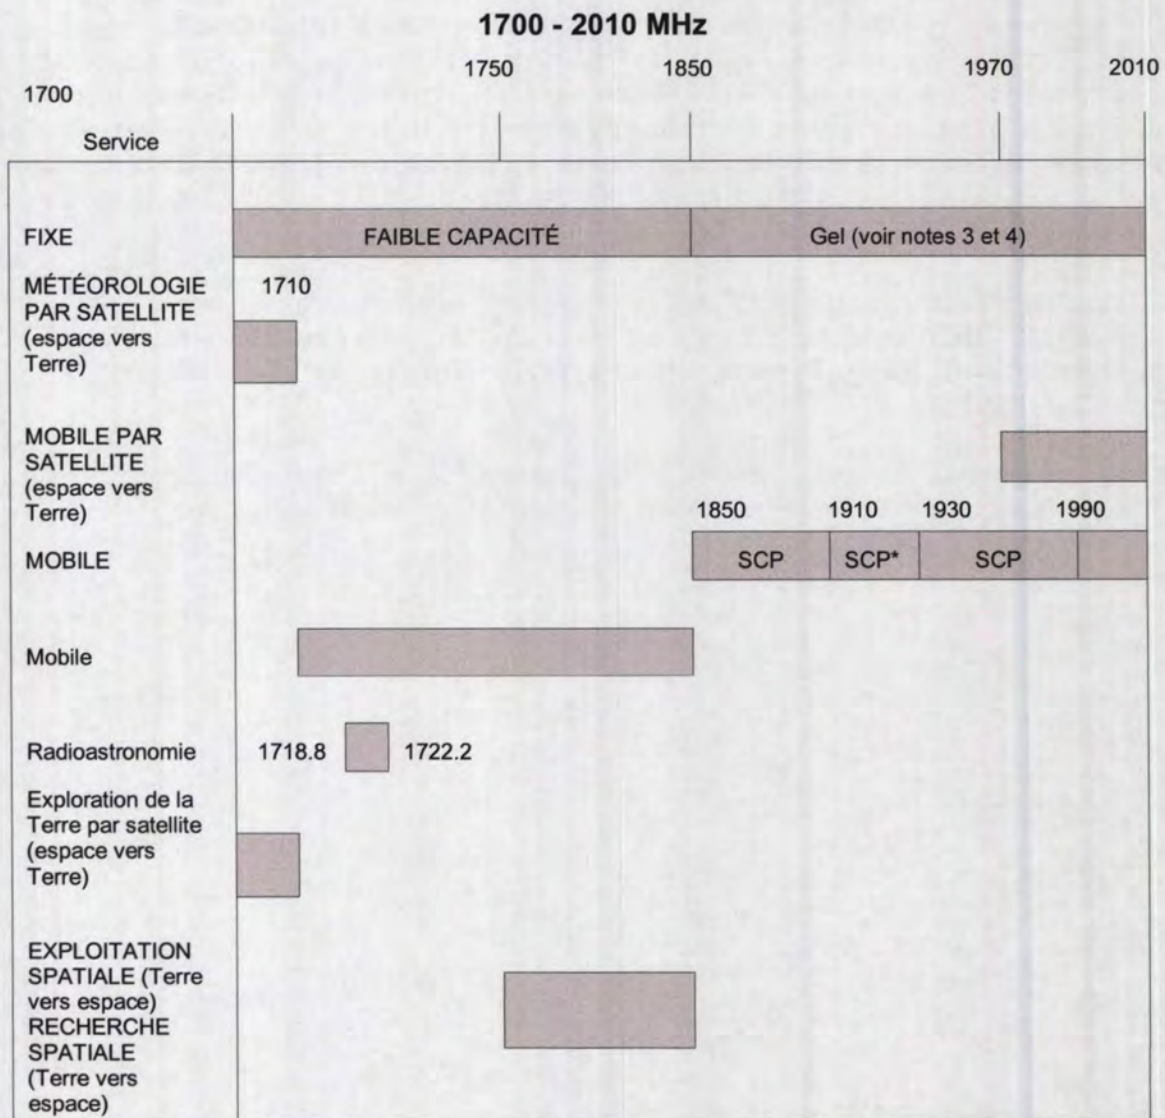 1700 - 2010 MHz
1700 1750 1850 1970 2010
Service
FIXE FAIBLE CAPACITÉ Gel (voir notes 3 et 4)
MÉTÉOROLOGIE
PAR SATELLITE
(espace vers
Terre)
1710
MOBILE PAR
SATELLITE
(espace vers
Terre)
1850 1910 1930 1990
MOBILE SCP SCP* SCP
Mobile
Radioastronomie 1718.8 1722.2
Exploration de la
Terre par satellite
(espace vers
Terre)
EXPLOITATION
SPATIALE (Terre
vers espace)
RECHERCHE
SPATIALE
(Terre vers
espace)